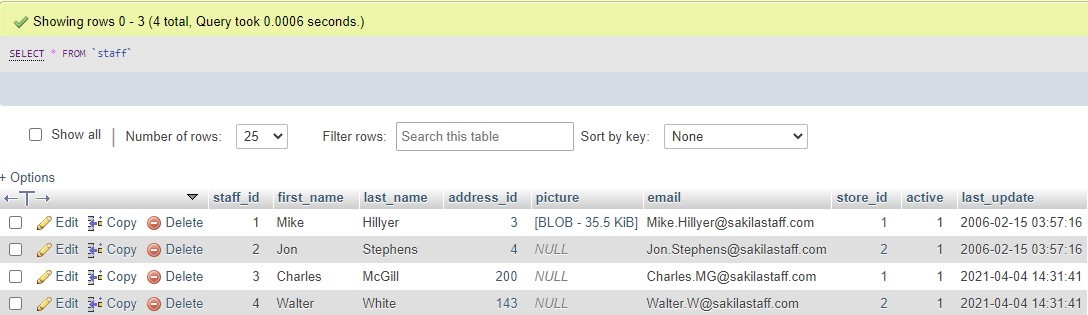 Showing rows 0 - 3 (4 total, Query took 0.0006 seconds.)
SELECT * FROM `staff`
Show all | Number of rows: 25 Filter rows: Search this table Sort by key: None
+ Options
←T→ staff_id first_name last_name address_id picture email store_id active last_update
Edit Copy Delete 1 Mike Hillyer 3 [BLOB - 35.5 KiB] Mike.Hillyer@sakilastaff.com 1 1 2006-02-15 03:57:16
Edit Copy Delete 2 Jon Stephens 4 NULL Jon.Stephens@sakilastaff.com 2 1 2006-02-15 03:57:16
Edit Copy Delete 3 Charles McGill 200 NULL Charles.MG@sakilastaff.com 1 1 2021-04-04 14:31:41
Edit Copy Delete 4 Walter White 143 NULL Walter.W@sakilastaff.com 2 1 2021-04-04 14:31:41